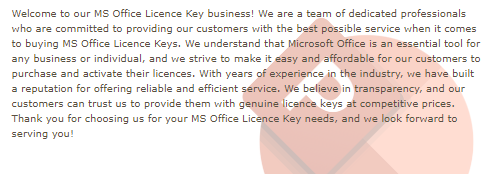 Welcome to our MS Office Licence Key business! We are a team of dedicated professionals
who are committed to providing our customers with the best possible service when it comes
to buying MS Office Licence Keys. We understand that Microsoft Office is an essential tool for
any business or individual, and we strive to make it easy and affordable for our customers to
purchase and activate their licences. With years of experience in the industry, we have built
a reputation for offering reliable and efficient service. We believe in transparency, and our
customers can trust us to provide them with genuine licence keys at competitive prices.
Thank you for choosing us for your MS Office Licence Key needs, and we look forward to
serving you!